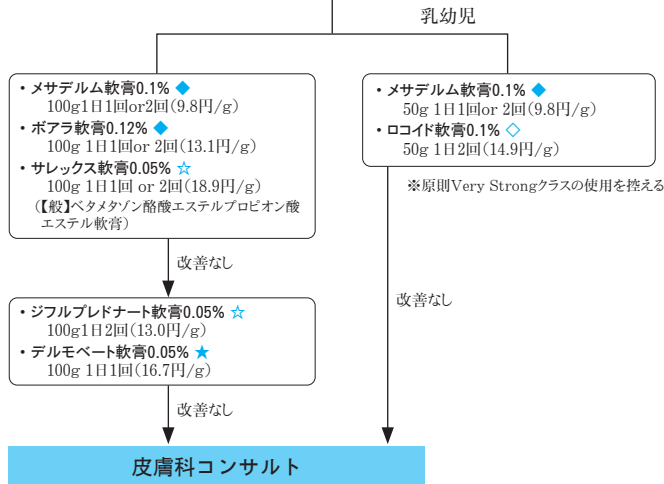 乳幼児
・メサデルム軟膏0.1% ◆
100g1日1回or2回(9.8円/g)
・ボアラ軟膏0.12% ◆
100g 1日1回or 2回(13.1円/g)
・サレックス軟膏0.05% ☆
100g 1日1回 or 2回(18.9円/g)
(【般】ベタメタゾン酪酸エステルプロピオン酸
エステル軟膏)
・メサデルム軟膏0.1% ◆
50g 1日1回or 2回(9.8円/g)
・ロコイド軟膏0.1% ◇
50g 1日2回(14.9円/g)
※原則Very Strongクラスの使用を控える
改善なし
・ジフルプレドナート軟膏0.05% ☆
100g1日2回(13.0円/g)
・デルモベート軟膏0.05% ★
100g 1日1回(16.7円/g)
改善なし
改善なし
皮膚科コンサルト